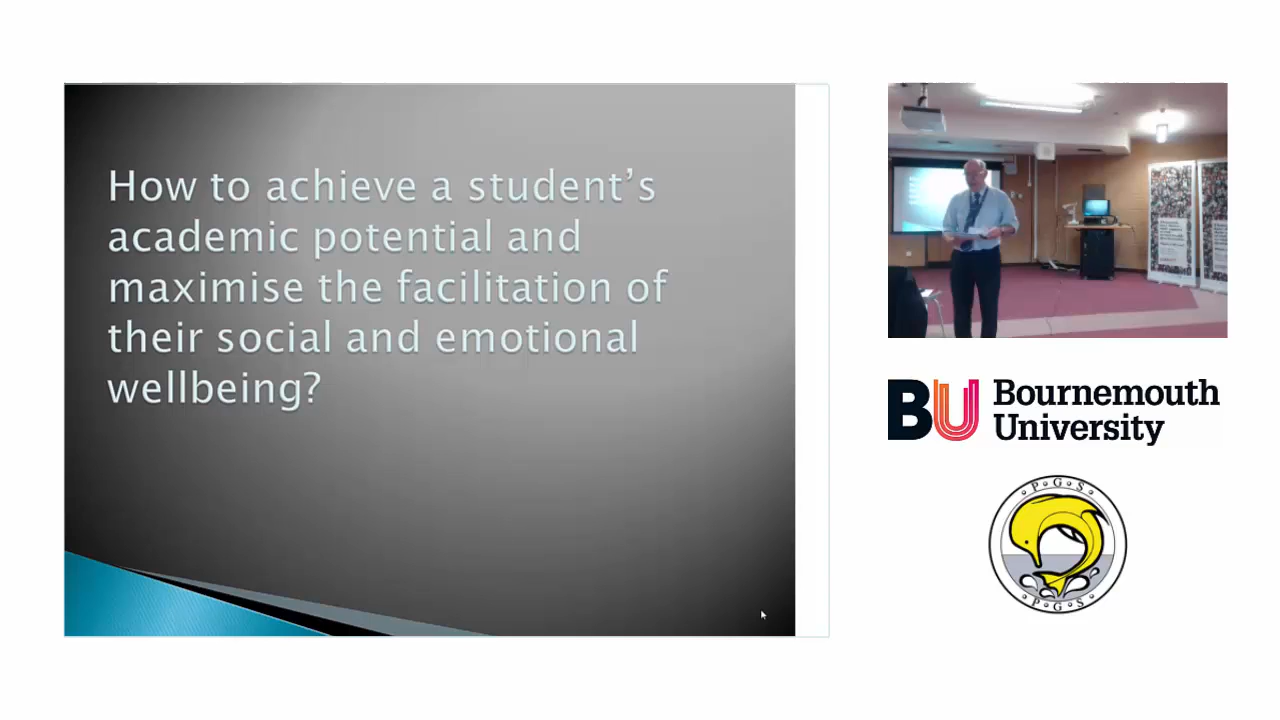 How to achieve a student’s
academic potential and
maximise the facilitation of
their social and emotional
wellbeing?
BU Bournemouth
University
P.G.S
P.G.S